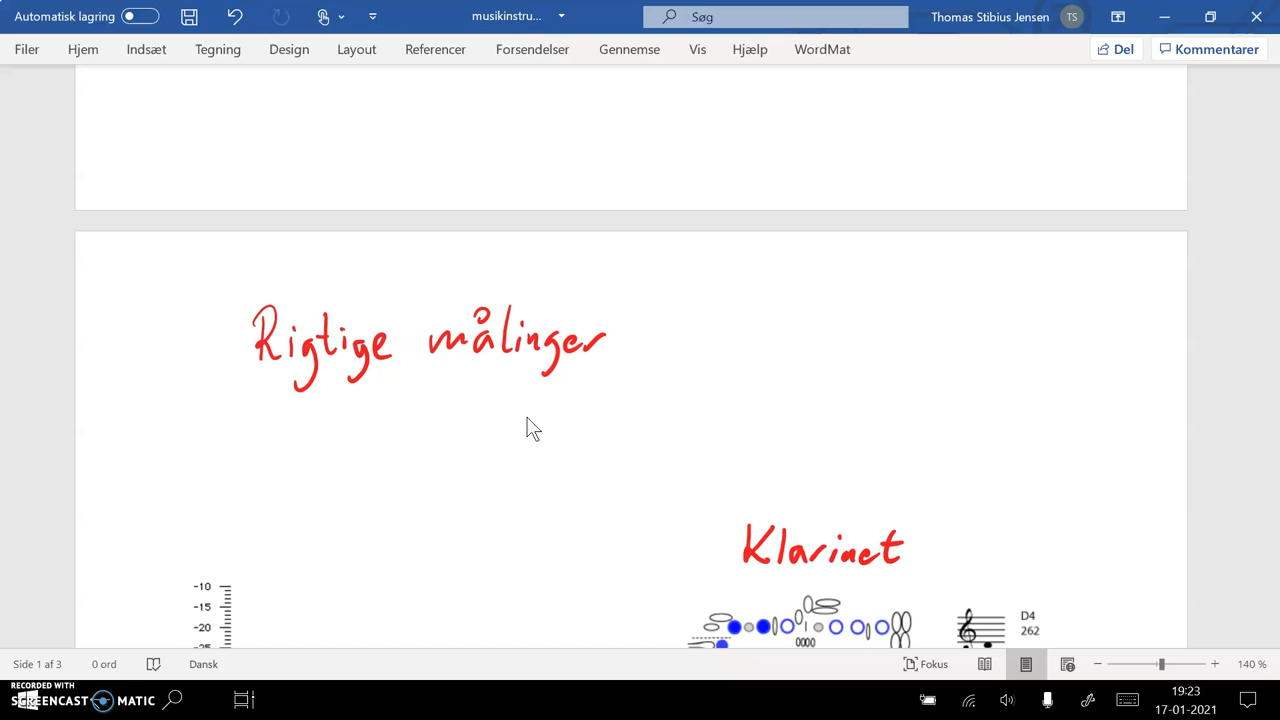 Automatisk lagring
musikinstru...
Søg
Thomas Stibius Jensen
TS
Filer
Hjem
Indsæt
Tegning
Design
Layout
Referencer
Forsendelser
Gennemse
Vis
Hjælp
WordMat
Del
Kommentarer
Rigtige målinger
Klarinet
-10
-15
-20
D4
262
Side 1 af 3
0 ord
Dansk
Fokus
140 %
RECORDED WITH
SCREENCAST MATIC
19:23
17-01-2021